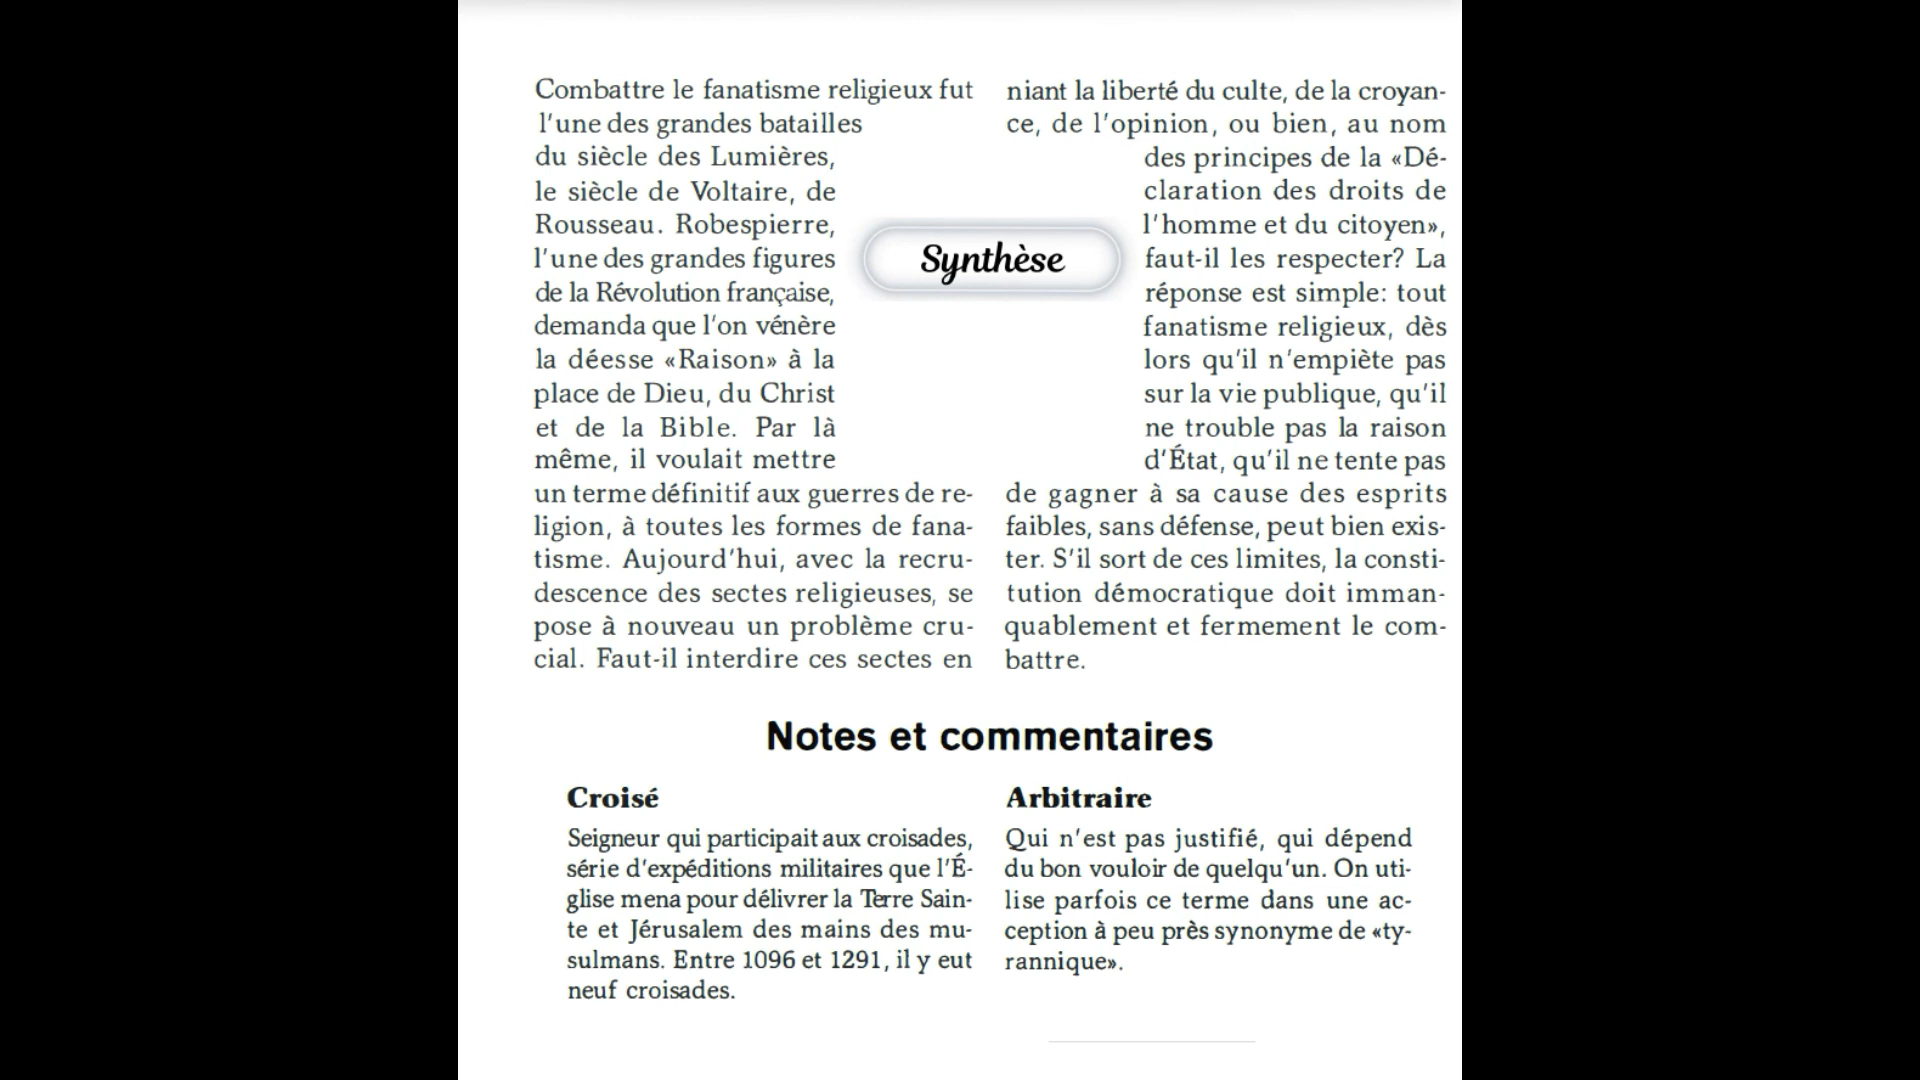 Combattre le fanatisme religieux fut
l'une des grandes batailles
du siècle des Lumières,
le siècle de Voltaire, de
Rousseau. Robespierre,
l'une des grandes figures
de la Révolution française,
demanda que l'on vénère
la déesse «Raison» à la
place de Dieu, du Christ
et de la Bible. Par là
même, il voulait mettre
un terme définitif aux guerres de re-
ligion, à toutes les formes de fana-
tisme. Aujourd'hui, avec la recru-
descence des sectes religieuses, se
pose à nouveau un problème cru-
cial. Faut-il interdire ces sectes en
Synthèse
niant la liberté du culte, de la croyan-
ce, de l'opinion, ou bien, au nom
des principes de la «Dé-
claration des droits de
l'homme et du citoyen»,
faut-il les respecter? La
réponse est simple: tout
fanatisme religieux, dès
lors qu'il n'empiète pas
sur la vie publique, qu'il
ne trouble pas la raison
d'État, qu'il ne tente pas
de gagner à sa cause des esprits
faibles, sans défense, peut bien exis-
ter. S'il sort de ces limites, la consti-
tution démocratique doit imman-
quablement et fermement le com-
battre.
Notes et commentaires
Croisé
Seigneur qui participait aux croisades,
série d'expéditions militaires que l'É-
glise mena pour délivrer la Terre Sain-
te et Jérusalem des mains des mu-
sulmans. Entre 1096 et 1291, il y eut
neuf croisades.
Arbitraire
Qui n'est pas justifié, qui dépend
du bon vouloir de quelqu'un. On uti-
lise parfois ce terme dans une ac-
ception à peu près synonyme de «ty-
rannique».